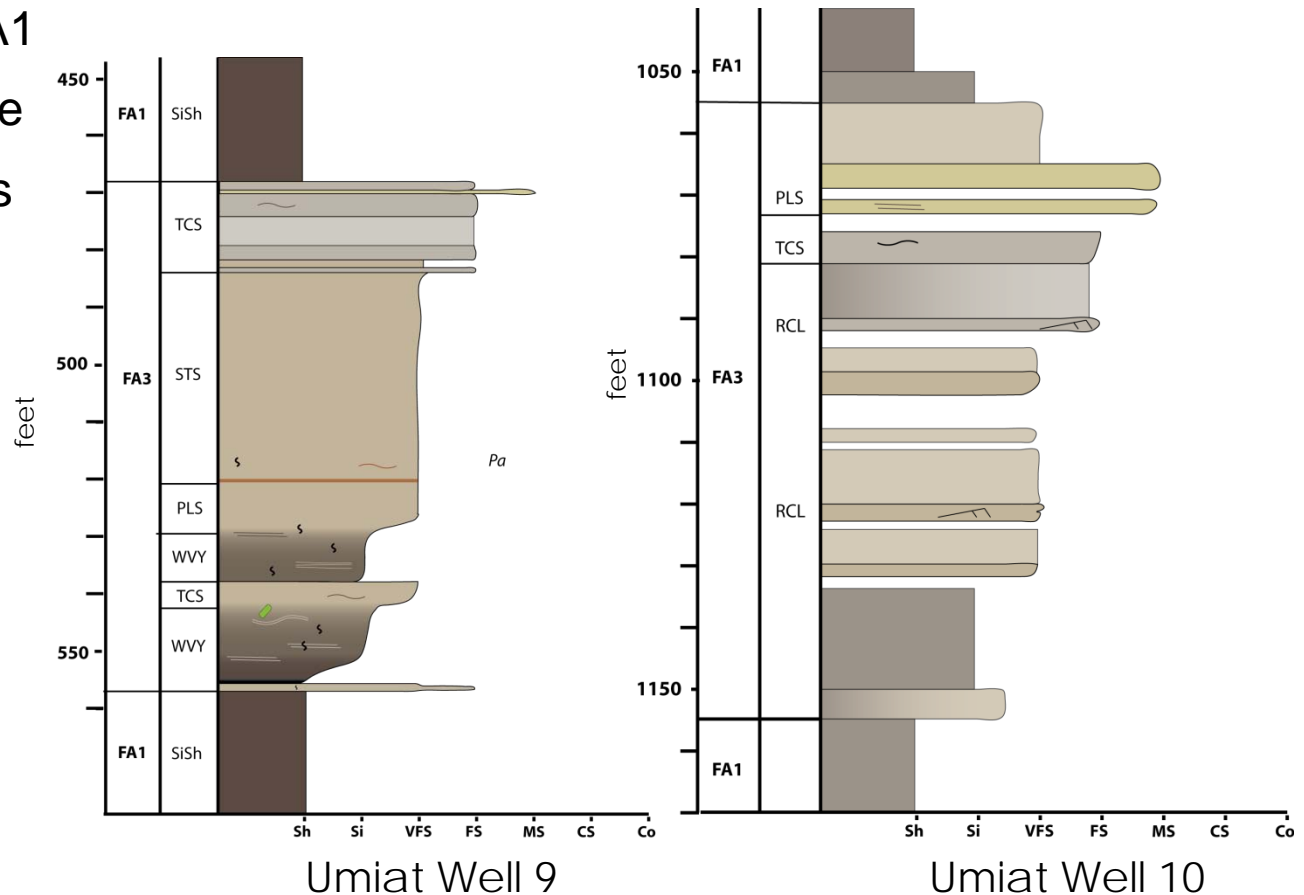 A1
e
s
450
FA1
SiSh
TCS
500
FA3
STS
feet
Pa
PLS
WVY
TCS
WVY
550
FA1
SiSh
Sh Si VFS FS MS CS Co
Umiat Well 9
1050
FA1
PLS
TCS
RCL
feet
1100
FA3
RCL
1150
FA1
Sh Si VFS FS MS CS Co
Umiat Well 10